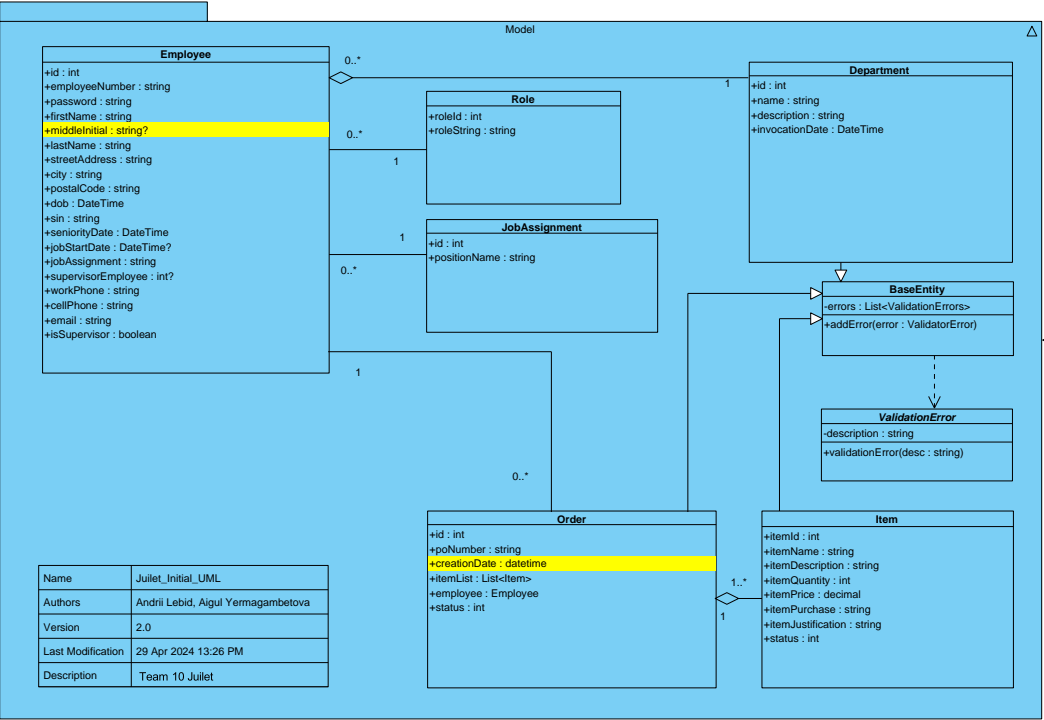 Model
Employee
+id : int
+employeeNumber : string
+password : string
+firstName : string
+middleInitial : string?
+lastName : string
+streetAddress : string
+city : string
+postalCode : string
+dob : DateTime
+sin : string
+seniorityDate : DateTime
+jobStartDate : DateTime?
+jobAssignment : string
+supervisorEmployee : int?
+workPhone : string
+cellPhone : string
+email : string
+isSupervisor : boolean
0..*
1
0..*
1
1
0..*
1
0..*
Role
+roleId : int
+roleString : string
JobAssignment
+id : int
+positionName : string
Department
+id : int
+name : string
+description : string
+invocationDate : DateTime
BaseEntity
-errors : List<ValidationErrors>
+addError(error : ValidatorError)
ValidationError
-description : string
+validationError(desc : string)
Order
+id : int
+poNumber : string
+creationDate : datetime
+itemList : List<Item>
+employee : Employee
+status : int
1..*
1
Item
+itemId : int
+itemName : string
+itemDescription : string
+itemQuantity : int
+itemPrice : decimal
+itemPurchase : string
+itemJustification : string
+status : int
Name Juilet_Initial_UML
Authors Andrii Lebid, Aigul Yermagambetova
Version 2.0
Last Modification 29 Apr 2024 13:26 PM
Description Team 10 Juilet